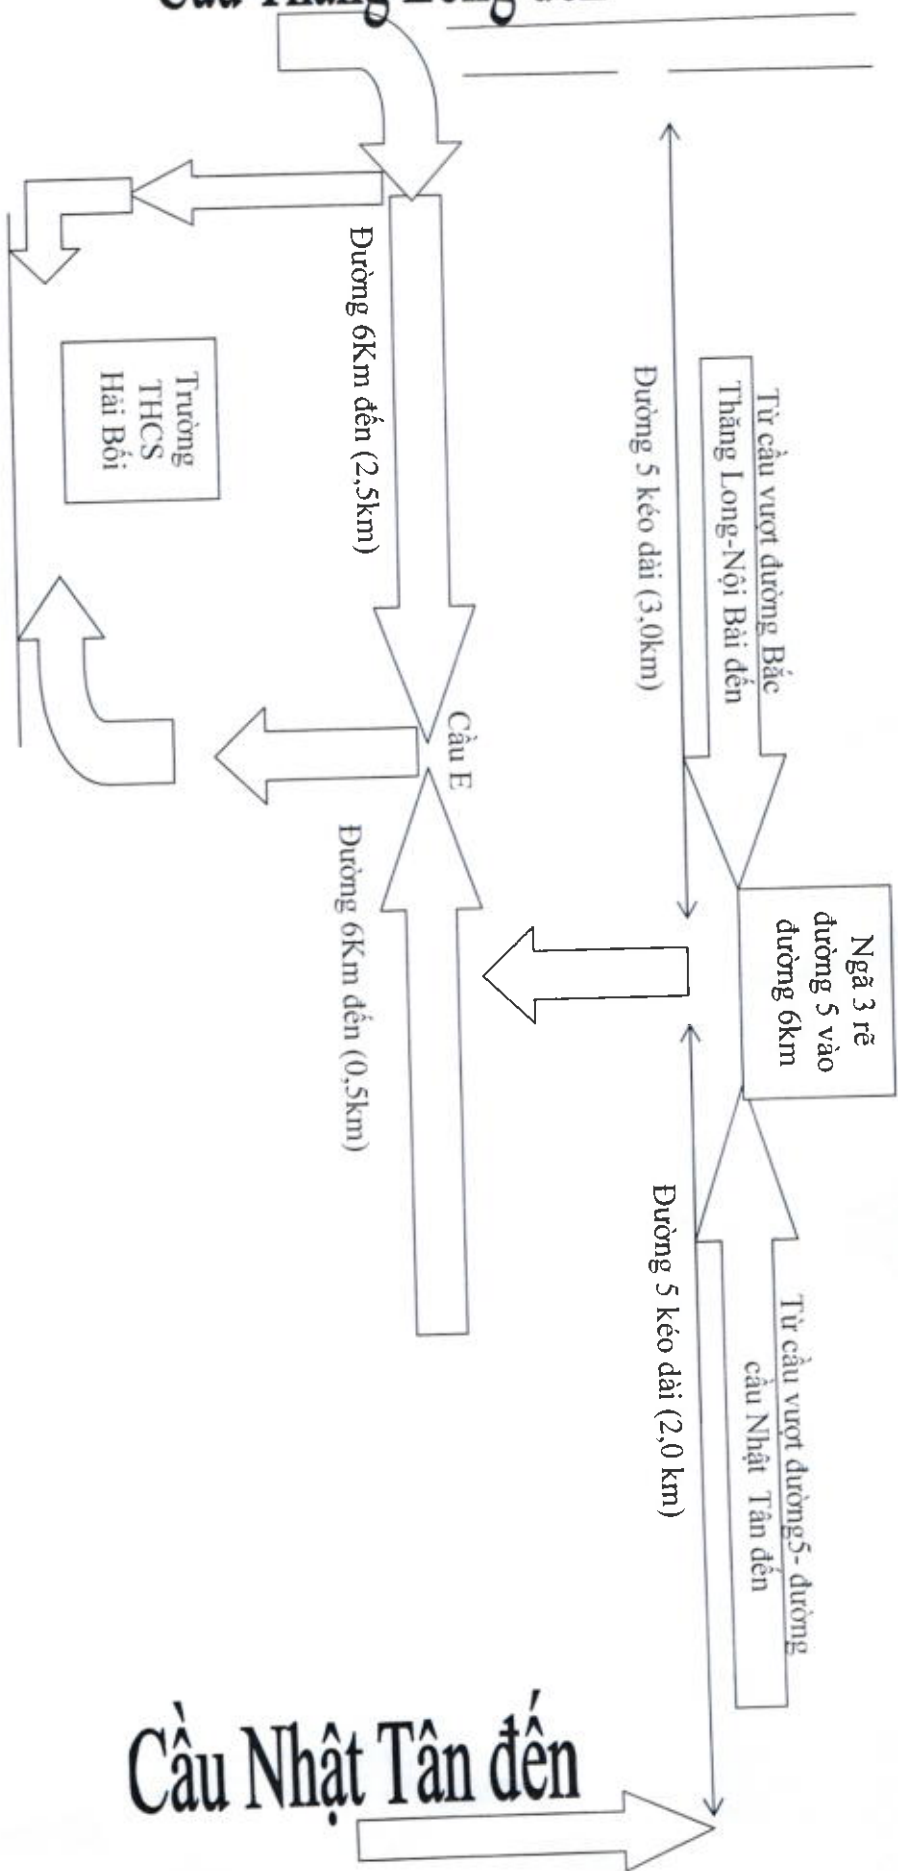 Từ cầu vượt đường Bắc
Thăng Long-Nội Bài đến
Ngã 3 rẽ
đường 5 vào
đường 6km
Từ cầu vượt đường5- đường
cầu Nhật Tân đến
Đường 5 kéo dài (3,0km)
Đường 5 kéo dài (2,0 km)
Cầu E
Đường 6Km đến (2,5km)
Đường 6Km đến (0,5km)
Trường
THCS
Hải Bối
Cầu Nhật Tân đến